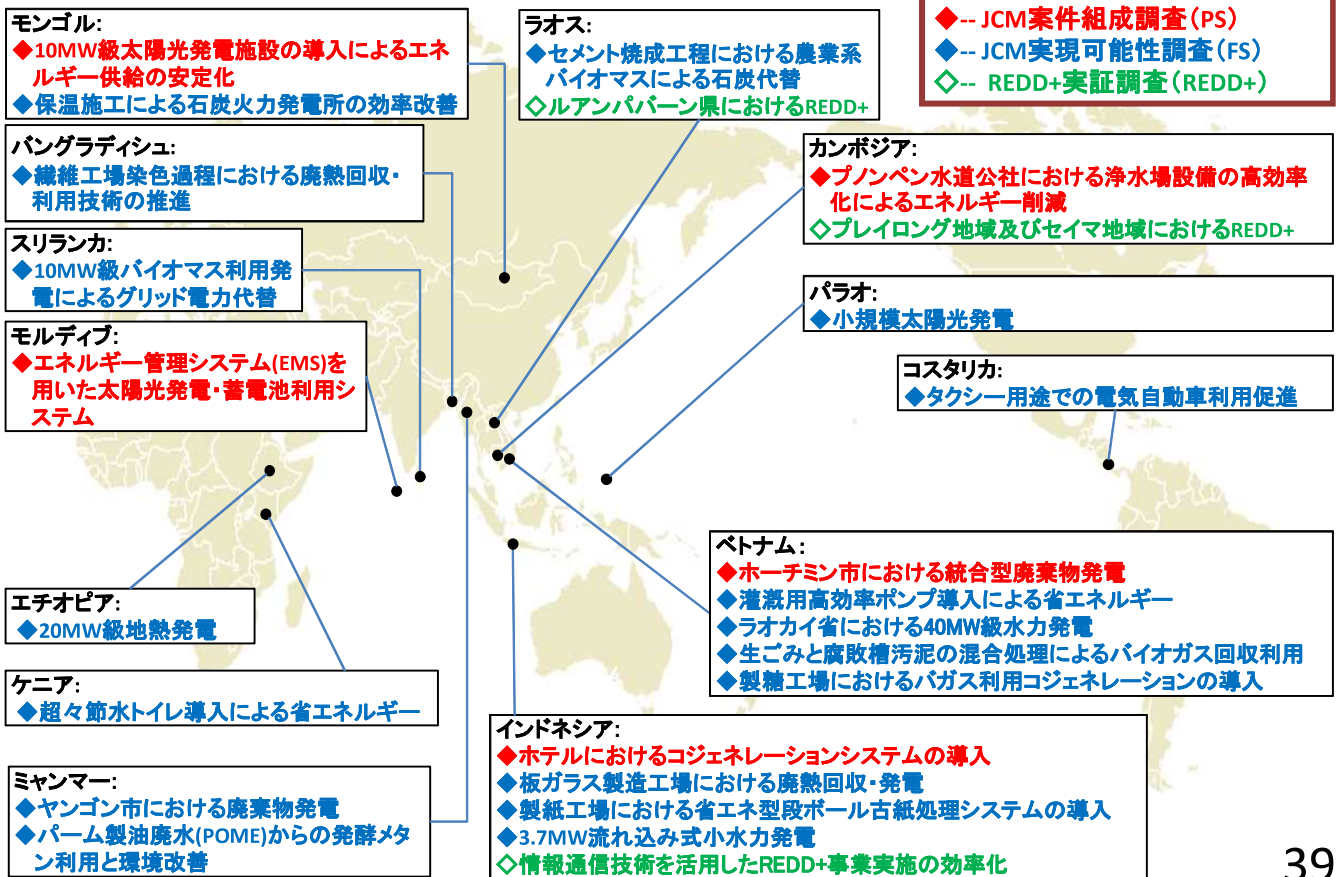 モンゴル:
◆10MW級太陽光発電施設の導入によるエネ
ルギー供給の安定化
◆保温施工による石炭火力発電所の効率改善
ラオス:
◆セメント焼成工程における農業系
バイオマスによる石炭代替
◇ルアンパバーン県におけるREDD+
◆-- JCM案件組成調査(PS)
◆-- JCM実現可能性調査(FS)
◇-- REDD+実証調査(REDD+)
バングラディシュ:
◆繊維工場染色過程における廃熱回収・
利用技術の推進
カンボジア:
◆プノンペン水道公社における浄水場設備の高効率
化によるエネルギー削減
◇プレイロング地域及びセイマ地域におけるREDD+
スリランカ:
◆10MW級バイオマス利用発
電によるグリッド電力代替
パラオ:
◆小規模太陽光発電
モルディブ:
◆エネルギー管理システム(EMS)を
用いた太陽光発電・蓄電池利用シ
ステム
コスタリカ:
◆タクシー用途での電気自動車利用促進
エチオピア:
◆20MW級地熱発電
ベトナム:
◆ホーチミン市における統合型廃棄物発電
◆灌漑用高効率ポンプ導入による省エネルギー
◆ラオカイ省における40MW級水力発電
◆生ごみと腐敗槽汚泥の混合処理によるバイオガス回収利用
◆製糖工場におけるバガス利用コジェネレーションの導入
ケニア:
◆超々節水トイレ導入による省エネルギー
インドネシア:
◆ホテルにおけるコジェネレーションシステムの導入
◆板ガラス製造工場における廃熱回収・発電
◆製紙工場における省エネ型段ボール古紙処理システムの導入
◆3.7MW流れ込み式小水力発電
◇情報通信技術を活用したREDD+事業実施の効率化
ミャンマー:
◆ヤンゴン市における廃棄物発電
◆パーム製油廃水(POME)からの発酵メタ
ン利用と環境改善
39